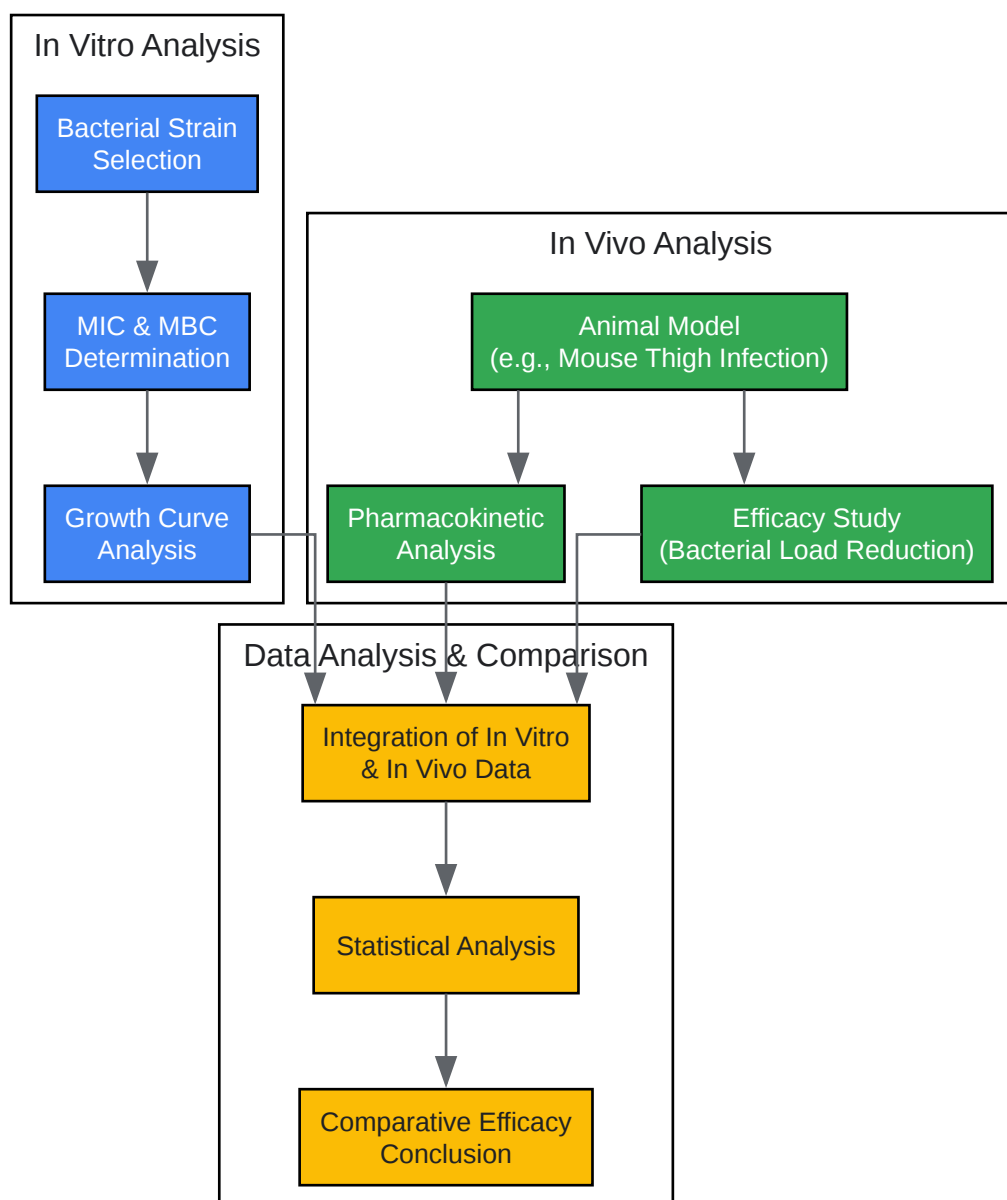 In Vitro Analysis
Bacterial Strain
Selection
MIC & MBC
Determination
Growth Curve
Analysis
In Vivo Analysis
Animal Model
(e.g., Mouse Thigh Infection)
Pharmacokinetic
Analysis
Efficacy Study
(Bacterial Load Reduction)
Data Analysis & Comparison
Integration of In Vitro
& In Vivo Data
Statistical Analysis
Comparative Efficacy
Conclusion